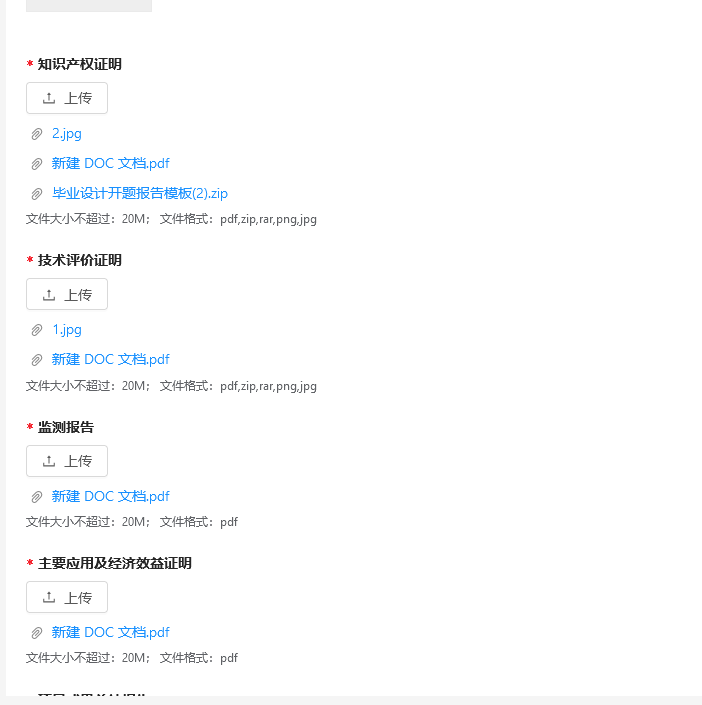 * 知识产权证明
上传
2.jpg
新建 DOC 文档.pdf
毕业设计开题报告模板(2).zip
文件大小不超过：20M； 文件格式：pdf,zip,rar,png,jpg
* 技术评价证明
上传
1.jpg
新建 DOC 文档.pdf
文件大小不超过：20M； 文件格式：pdf,zip,rar,png,jpg
* 监测报告
上传
新建 DOC 文档.pdf
文件大小不超过：20M； 文件格式：pdf
* 主要应用及经济效益证明
上传
新建 DOC 文档.pdf
文件大小不超过：20M； 文件格式：pdf